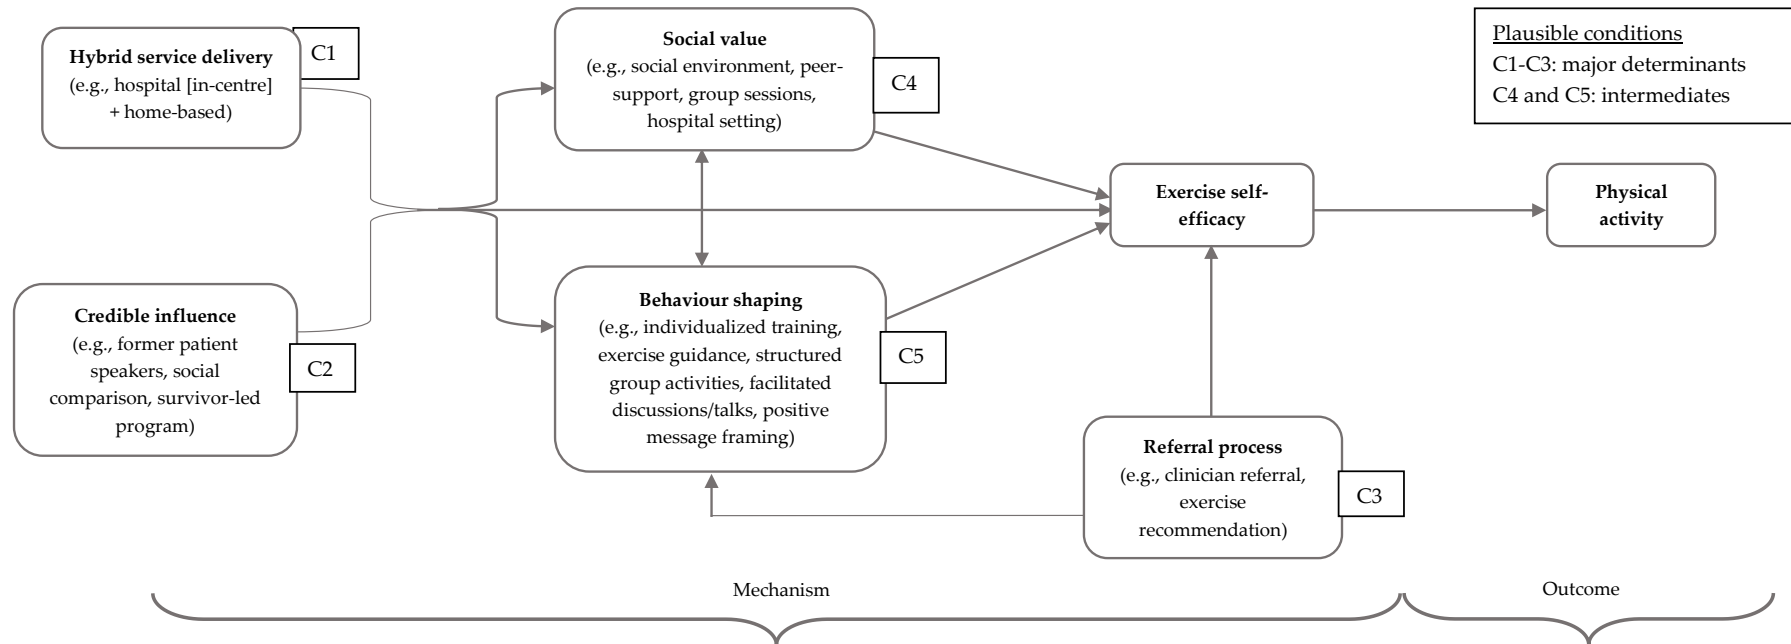 Hybrid service delivery
(e.g., hospital [in-centre]
+ home-based)
C1
Social value
(e.g., social environment, peer-
support, group sessions,
hospital setting)
C4
Plausible conditions
C1-C3: major determinants
C4 and C5: intermediates
Exercise self-
efficacy
Physical
activity
Credible influence
(e.g., former patient
speakers, social
comparison, survivor-led
program)
C2
Behaviour shaping
(e.g., individualized training,
exercise guidance, structured
group activities, facilitated
discussions/talks, positive
message framing)
C5
Referral process
(e.g., clinician referral,
exercise
recommendation)
C3
Mechanism
Outcome